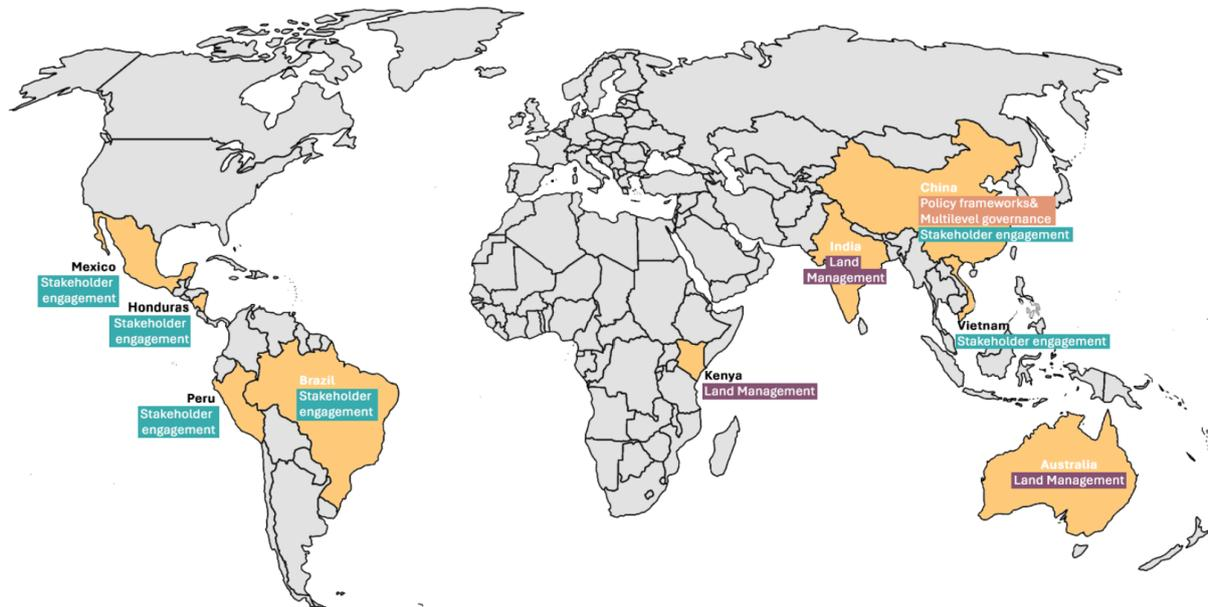 China
Policy frameworks&
Multilevel governance
Stakeholder engagement
India
Land
Management
Mexico
Stakeholder
engagement
Honduras
Stakeholder
engagement
Vietnam
Stakeholder engagement
Kenya
Land Management
Brazil
Stakeholder
engagement
Peru
Stakeholder
engagement
Australia
Land Management